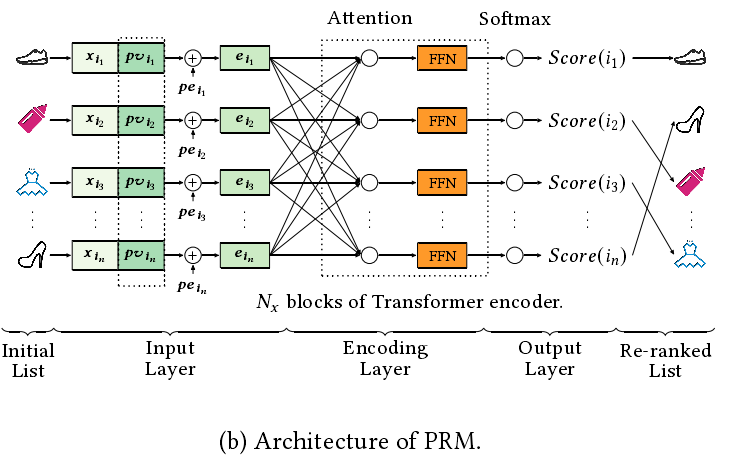 Attention Softmax
x_{i_1} pv_{i_1} + e_{i_1} FFN Score(i_1)
pe_{i_1}
x_{i_2} pv_{i_2} + e_{i_2} FFN Score(i_2)
pe_{i_2}
x_{i_3} pv_{i_3} + e_{i_3} FFN Score(i_3)
pe_{i_3}
x_{i_n} pv_{i_n} + e_{i_n} FFN Score(i_n)
pe_{i_n}
N_x blocks of Transformer encoder.
Initial List
Input Layer
Encoding Layer
Output Layer
Re-ranked List
(b) Architecture of PRM.